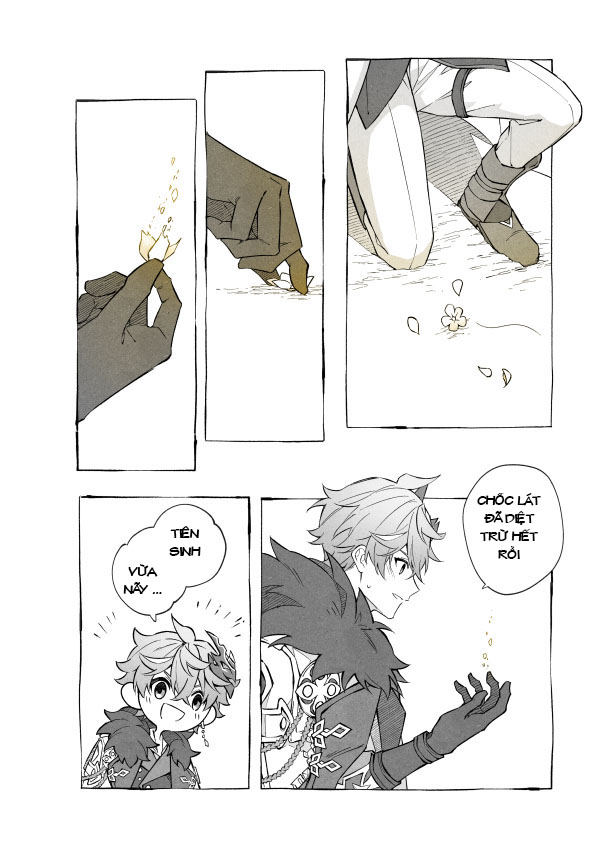 CHỐC LÁT
ĐÃ DIỆT
TRỪ HẾT
RỒI
TIÊN
SINH
VỪA
NÃY ...